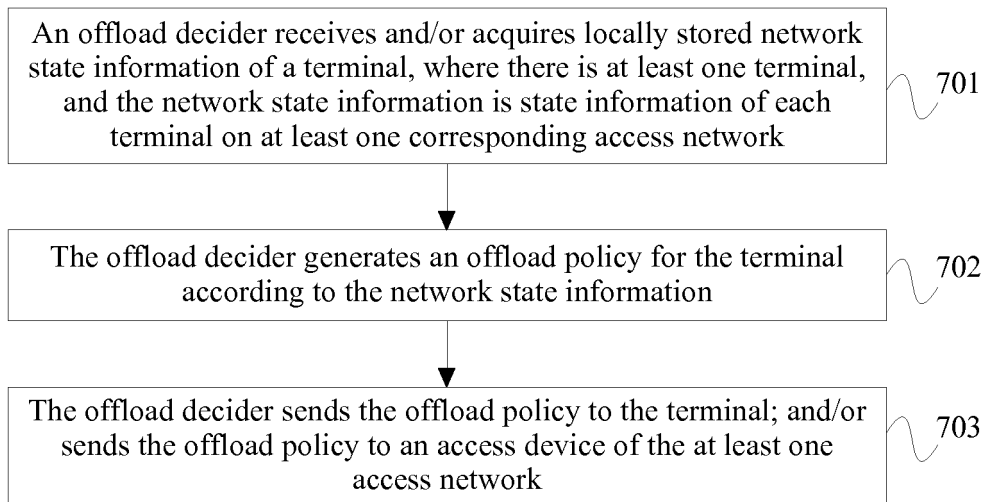 An offload decider receives and/or acquires locally stored network
state information of a terminal, where there is at least one terminal,
and the network state information is state information of each
terminal on at least one corresponding access network
701
The offload decider generates an offload policy for the terminal
according to the network state information
702
The offload decider sends the offload policy to the terminal; and/or
sends the offload policy to an access device of the at least one
access network
703